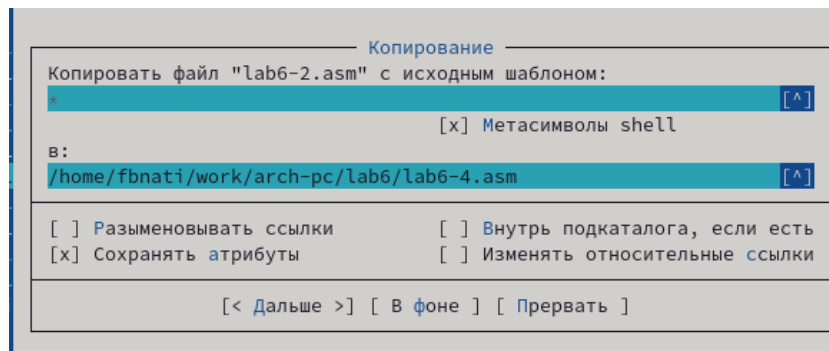 Копирование
Копировать файл "lab6-2.asm" с исходным шаблоном:
* [^]
[x] Метасимволы shell
в:
/home/fbnati/work/arch-pc/lab6/lab6-4.asm [^]
[ ] Разыменовывать ссылки [ ] Внутрь подкаталога, если есть
[x] Сохранять атрибуты [ ] Изменять относительные ссылки
[< Дальше >] [ В фоне ] [ Прервать ]